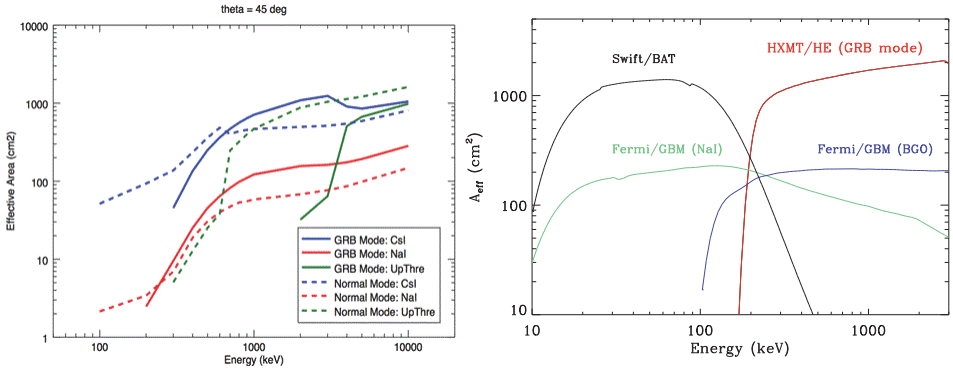 theta = 45 deg
Effective Area (cm2)
10000
1000
100
10
1
GRB Mode: CsI
GRB Mode: NaI
GRB Mode: UpThre
Normal Mode: CsI
Normal Mode: NaI
Normal Mode: UpThre
100
1000
10000
Energy (keV)
A_eff (cm²)
1000
100
10
Swift/BAT
HXMT/HE (GRB mode)
Fermi/GBM (NaI)
Fermi/GBM (BGO)
10
100
1000
Energy (keV)